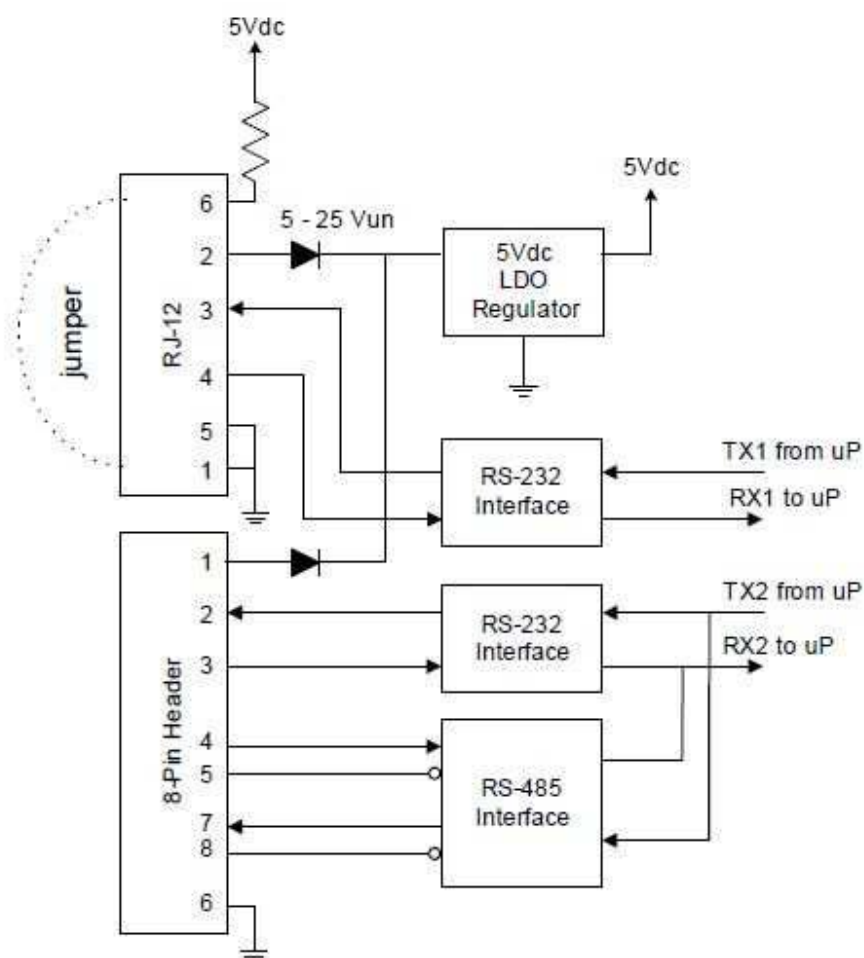 5Vdc
5Vdc
6
5 - 25 Vun
2
5Vdc
LDO
Regulator
3
jumper
RJ-12
4
5
TX1 from uP
1
RS-232
Interface
RX1 to uP
1
TX2 from uP
2
RS-232
Interface
RX2 to uP
3
8-Pin Header
4
5
RS-485
Interface
7
8
6